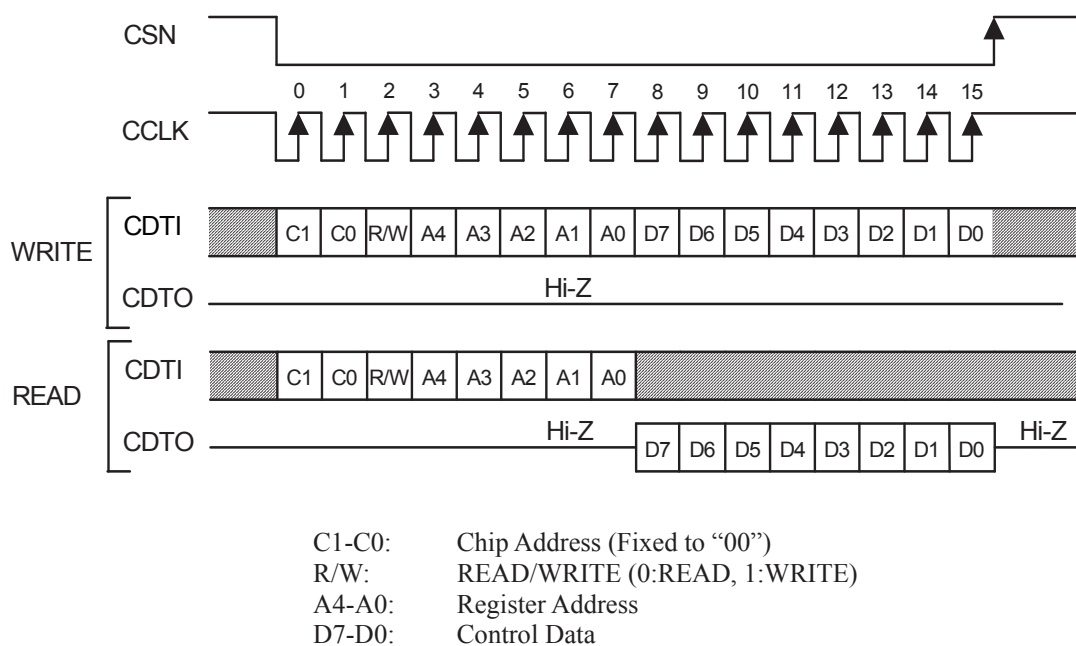 CSN
0 1 2 3 4 5 6 7 8 9 10 11 12 13 14 15
CCLK
WRITE
CDTI C1 C0 R/W A4 A3 A2 A1 A0 D7 D6 D5 D4 D3 D2 D1 D0
CDTO Hi-Z
READ
CDTI C1 C0 R/W A4 A3 A2 A1 A0
CDTO Hi-Z D7 D6 D5 D4 D3 D2 D1 D0 Hi-Z
C1-C0: Chip Address (Fixed to “00”)
R/W: READ/WRITE (0:READ, 1:WRITE)
A4-A0: Register Address
D7-D0: Control Data